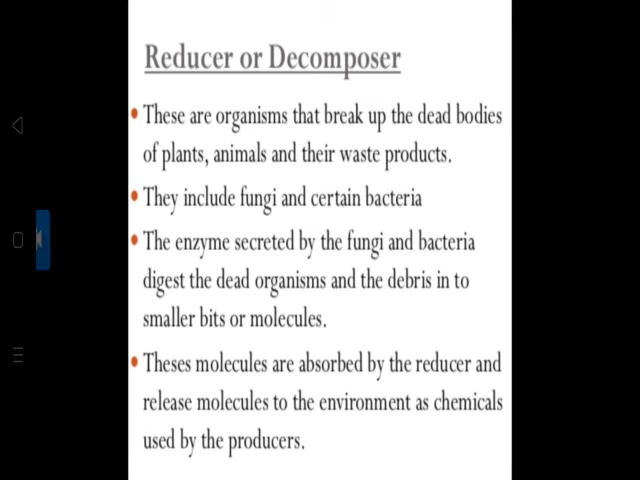 Reducer or Decomposer
• These are organisms that break up the dead bodies
of plants, animals and their waste products.
• They include fungi and certain bacteria
• The enzyme secreted by the fungi and bacteria
digest the dead organisms and the debris in to
smaller bits or molecules.
• Theses molecules are absorbed by the reducer and
release molecules to the environment as chemicals
used by the producers.